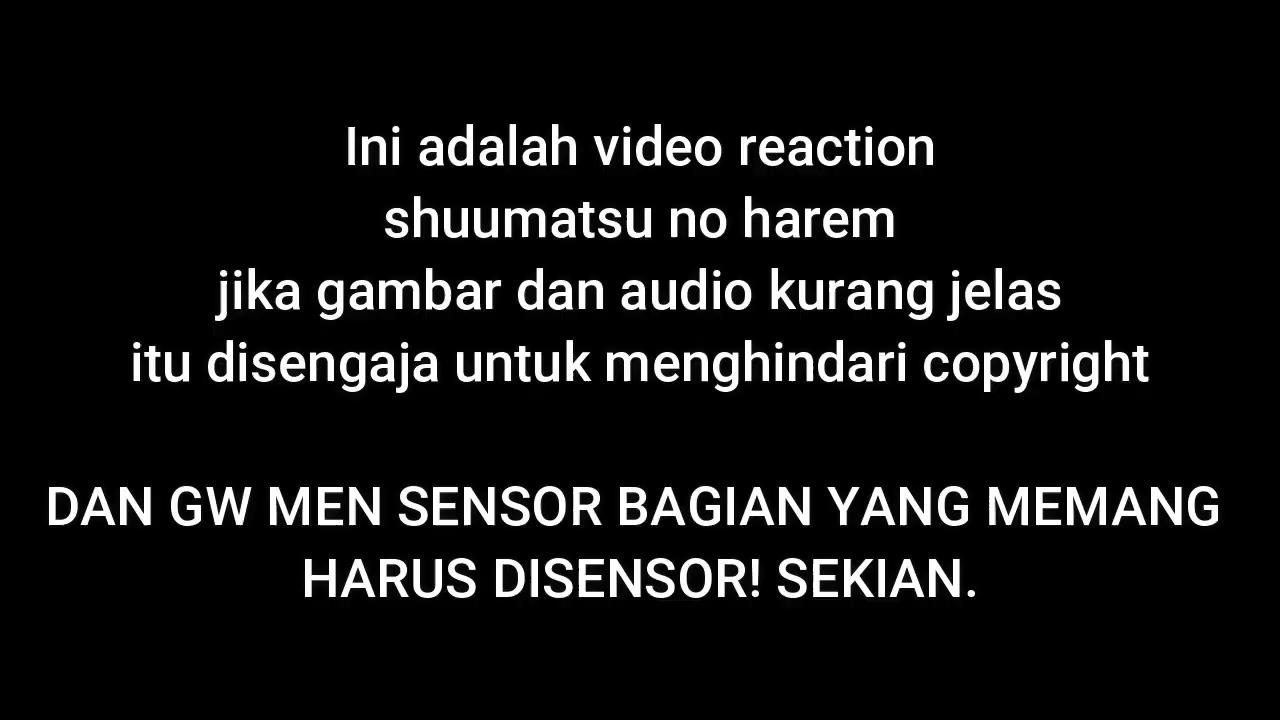 Ini adalah video reaction
shuumatsu no harem
jika gambar dan audio kurang jelas
itu disengaja untuk menghindari copyright
DAN GW MEN SENSOR BAGIAN YANG MEMANG
HARUS DISENSOR! SEKIAN.